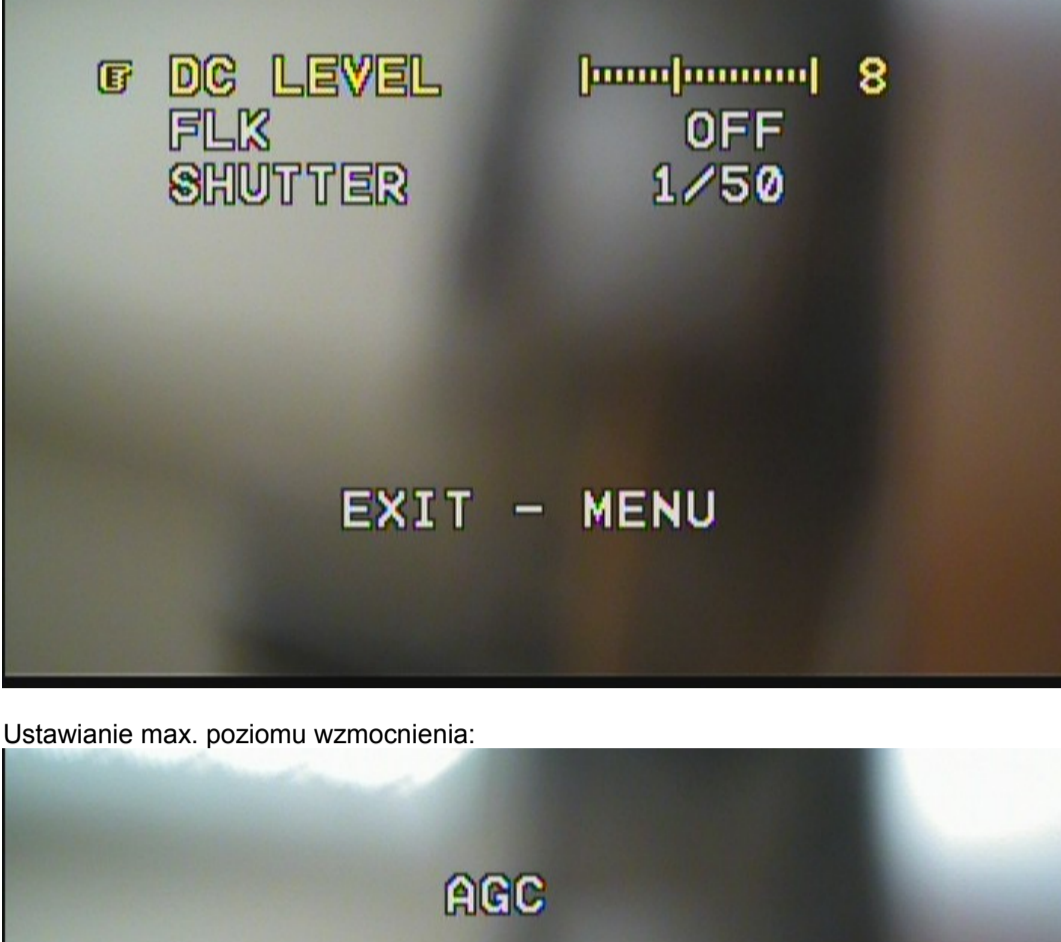 DC LEVEL 8
FLK OFF
SHUTTER 1/50
EXIT - MENU
Ustawianie max. poziomu wzmocnienia:
AGC